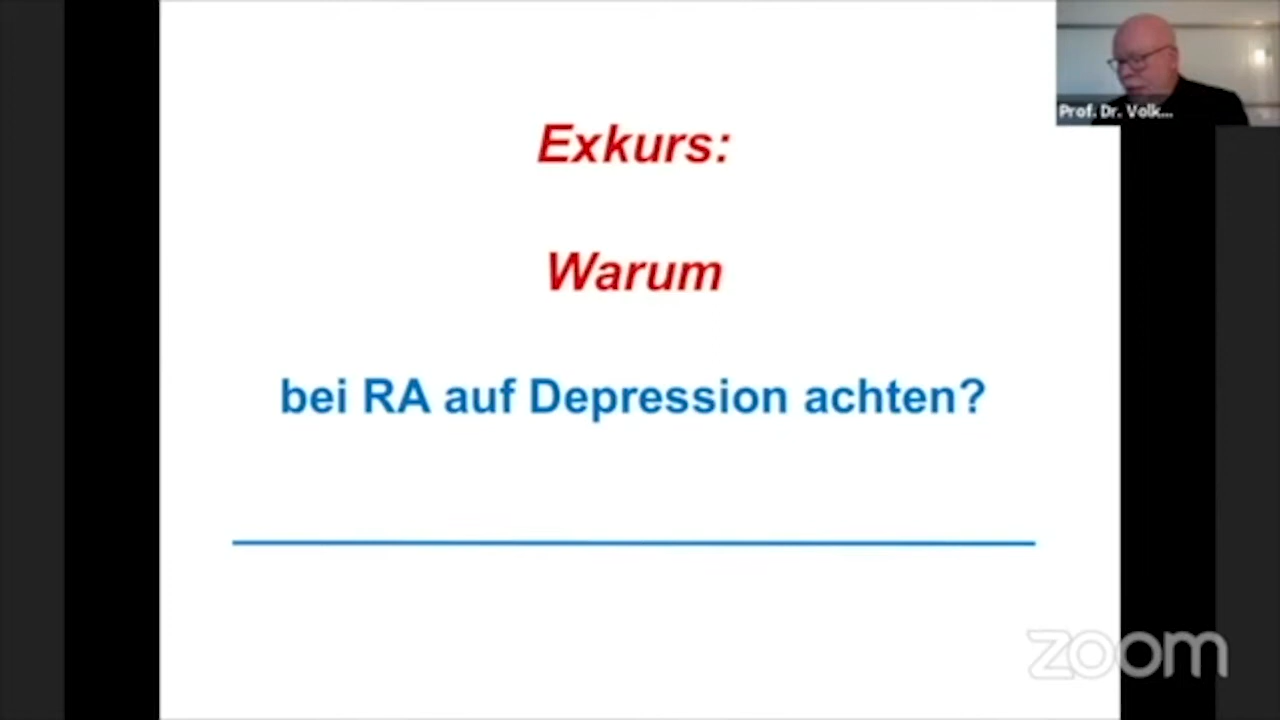 Exkurs:
Warum
bei RA auf Depression achten?
Prof. Dr. Volk...
zoom